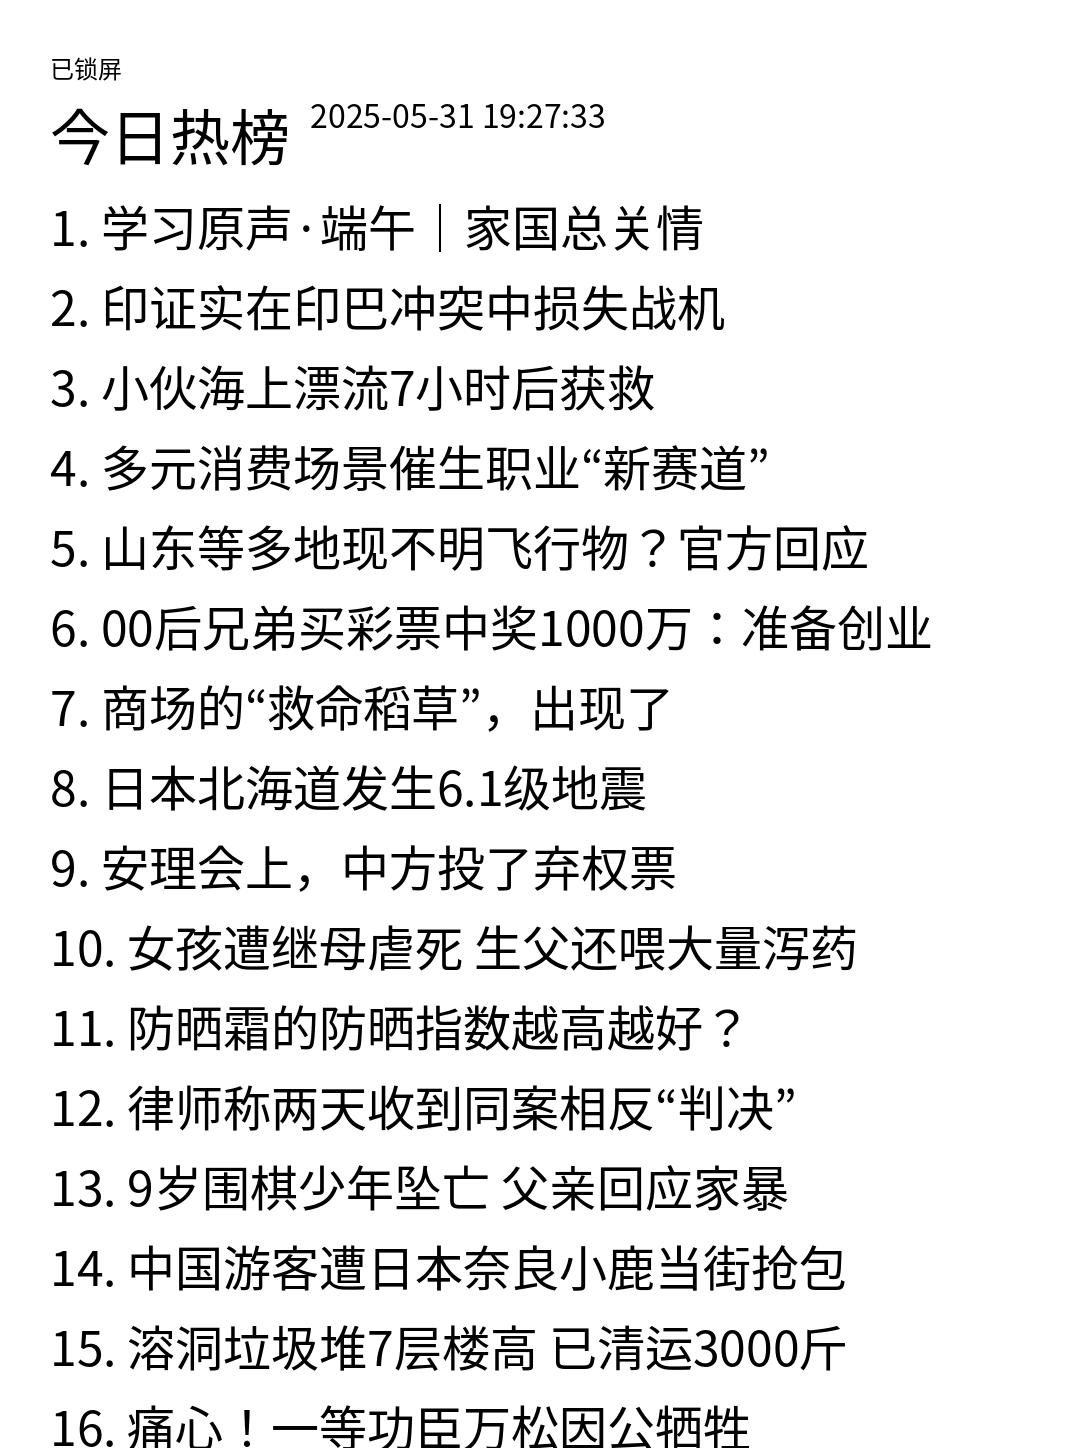 已锁屏
今日热榜 2025-05-31 19:27:33
1. 学习原声·端午｜家国总关情
2. 印证实在印巴冲突中损失战机
3. 小伙海上漂流7小时后获救
4. 多元消费场景催生职业“新赛道”
5. 山东等多地现不明飞行物？官方回应
6. 00后兄弟买彩票中奖1000万：准备创业
7. 商场的“救命稻草”，出现了
8. 日本北海道发生6.1级地震
9. 安理会上，中方投了弃权票
10. 女孩遭继母虐死 生父还喂大量泻药
11. 防晒霜的防晒指数越高越好？
12. 律师称两天收到同案相反“判决”
13. 9岁围棋少年坠亡 父亲回应家暴
14. 中国游客遭日本奈良小鹿当街抢包
15. 溶洞垃圾堆7层楼高 已清运3000斤
16. 痛心！一等功臣万松因公牺牲